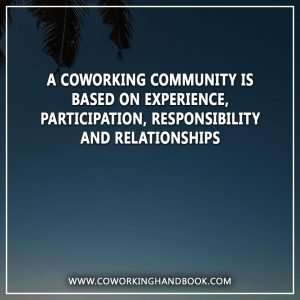 A COWORKING COMMUNITY IS
BASED ON EXPERIENCE,
PARTICIPATION, RESPONSIBILITY
AND RELATIONSHIPS
WWW.COWORKINGHANDBOOK.COM